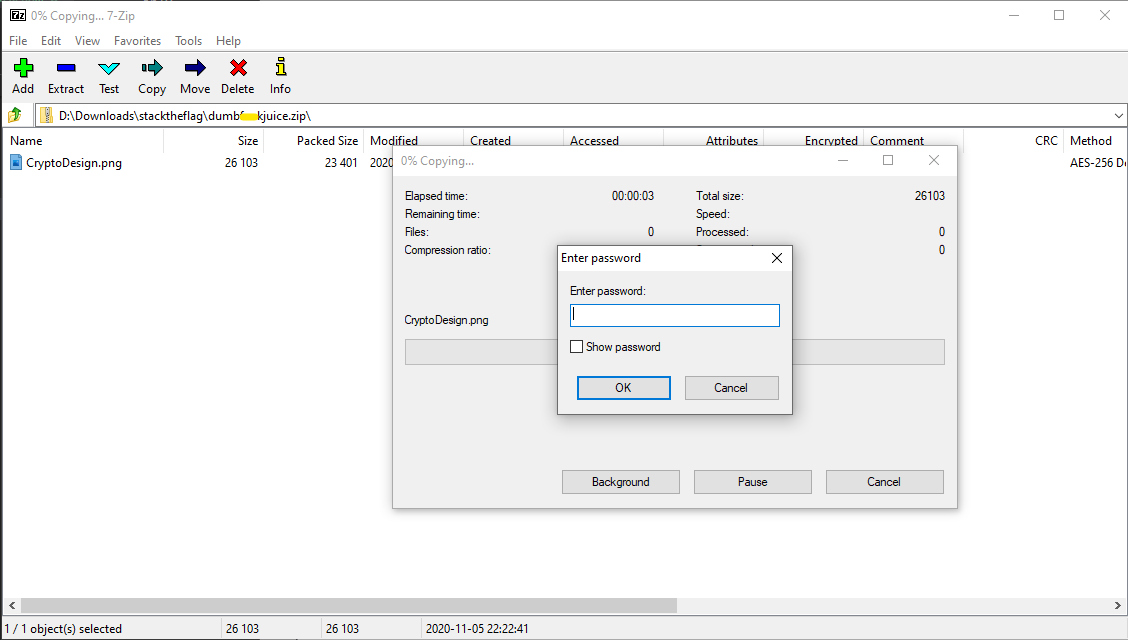 0% Copying... 7-Zip
File Edit View Favorites Tools Help
Add Extract Test Copy Move Delete Info
D:\Downloads\stacktheflag\dumbf kjuice.zip\
Name Size Packed Size Modified Created Accessed Attributes Encrypted Comment CRC Method
CryptoDesign.png 26 103 23 401 2020 AES-256 De
0% Copying...
Elapsed time: 00:00:03 Total size: 26103
Remaining time: Speed:
Files: 0 Processed: 0
Compression ratio: 0
Enter password
Enter password:
CryptoDesign.png
Show password
OK Cancel
Background Pause Cancel
1 / 1 object(s) selected 26 103 26 103 2020-11-05 22:22:41